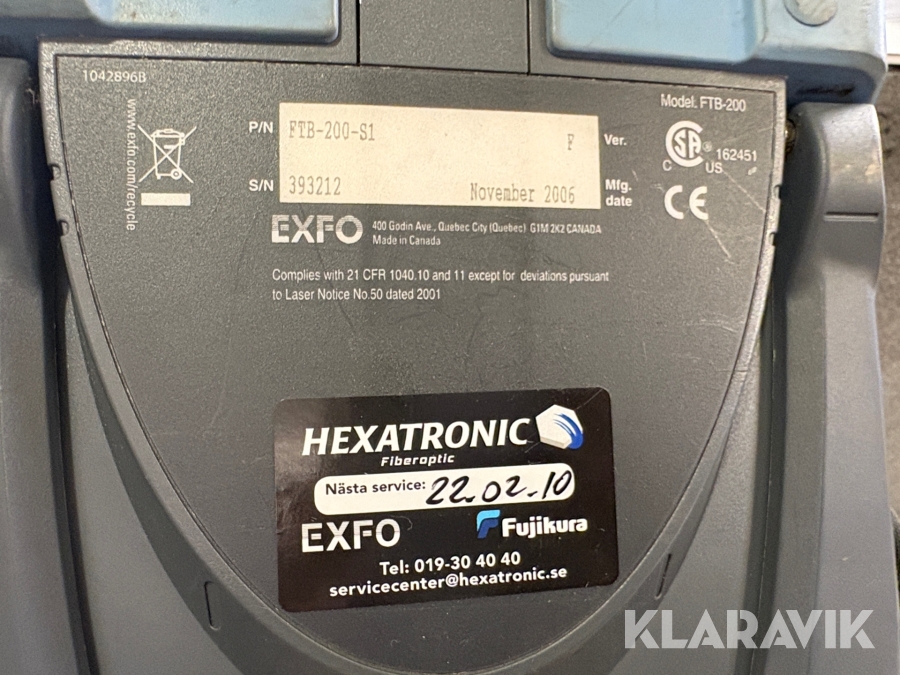 1042896B
www.exfo.com/recycle
P/N FTB-200-S1 F Ver.
S/N 393212 November 2006 Mfg. date
Model: FTB-200
CSA ® C US 162451
CE
EXFO 400 Godin Ave., Quebec City (Quebec) G1M 2K2 CANADA
Made in Canada
Complies with 21 CFR 1040.10 and 11 except for deviations pursuant
to Laser Notice No.50 dated 2001
HEXATRONIC
Fiberoptic
Nästa service: 22.02.10
EXFO Fujikura
Tel: 019-30 40 40
servicecenter@hexatronic.se
KLARAVIK